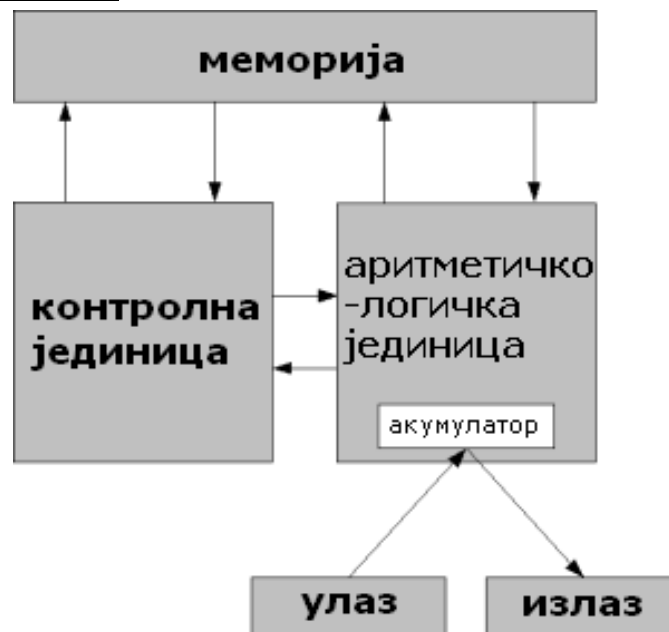 меморија
контролна
јединица
аритметичко
-логичка
јединица
акумулатор
улаз
излаз